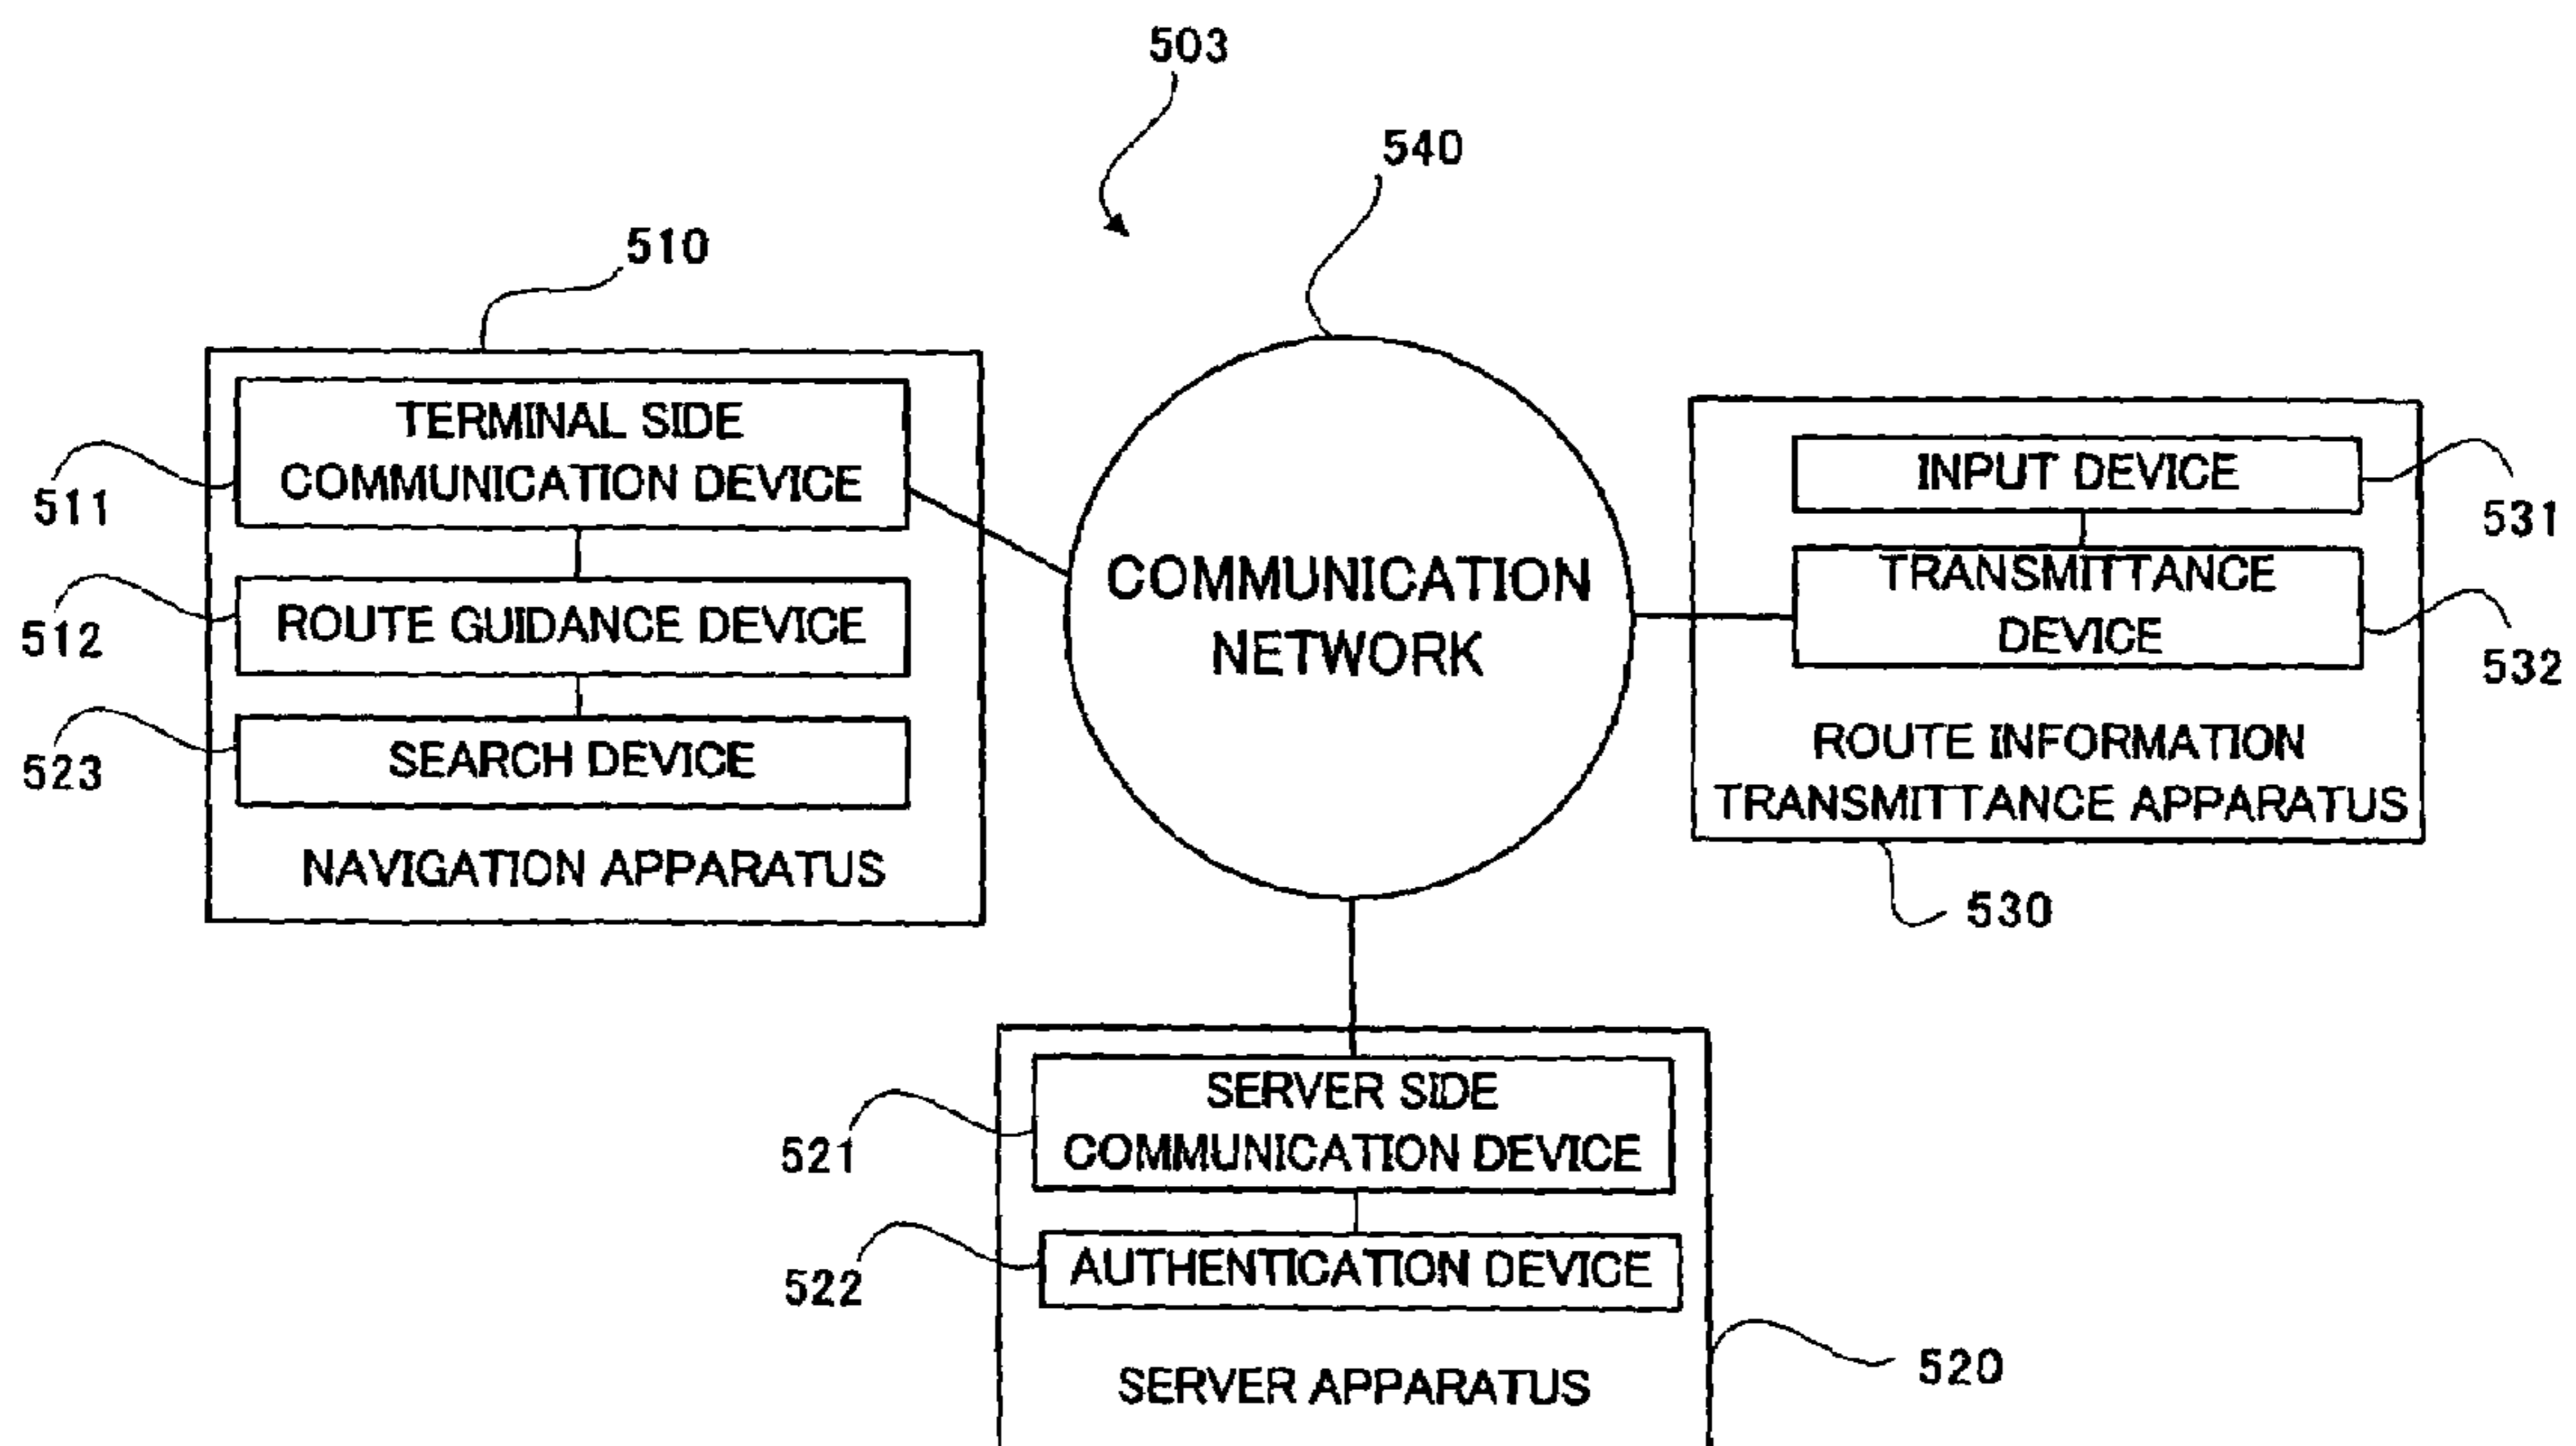 503
540
510
TERMINAL SIDE
COMMUNICATION DEVICE
511
ROUTE GUIDANCE DEVICE
512
SEARCH DEVICE
523
NAVIGATION APPARATUS
COMMUNICATION
NETWORK
INPUT DEVICE
531
TRANSMITTANCE
DEVICE
532
ROUTE INFORMATION
TRANSMITTANCE APPARATUS
530
SERVER SIDE
COMMUNICATION DEVICE
521
AUTHENTICATION DEVICE
522
SERVER APPARATUS
520